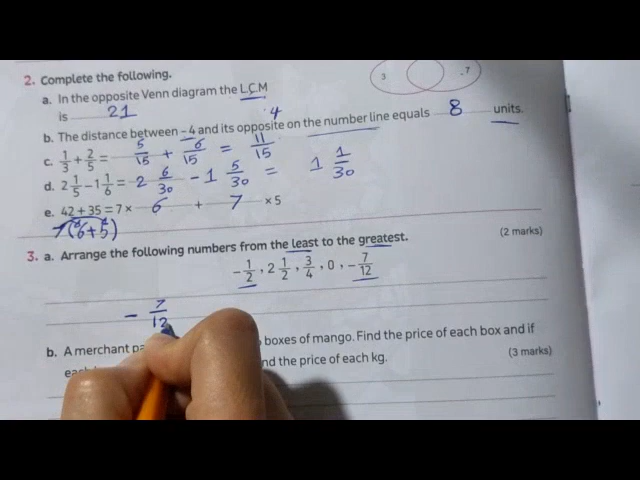 2. Complete the following.
3 7
a. In the opposite Venn diagram the L.C.M
is 21
4
b. The distance between -4 and its opposite on the number line equals 8 units.
c. 1/3 + 2/5 = 5/15 + 6/15 = 11/15
d. 2 1/5 - 1 1/6 = 2 6/30 - 1 5/30 = 1 1/30
e. 42 + 35 = 7 × 6 + 7 × 5
7(6+5)
3. a. Arrange the following numbers from the least to the greatest. (2 marks)
-1/2 , 2 1/2 , 3/4 , 0 , -7/12
- 7/12
b. A merchant boxes of mango. Find the price of each box and if
the price of each kg. (3 marks)